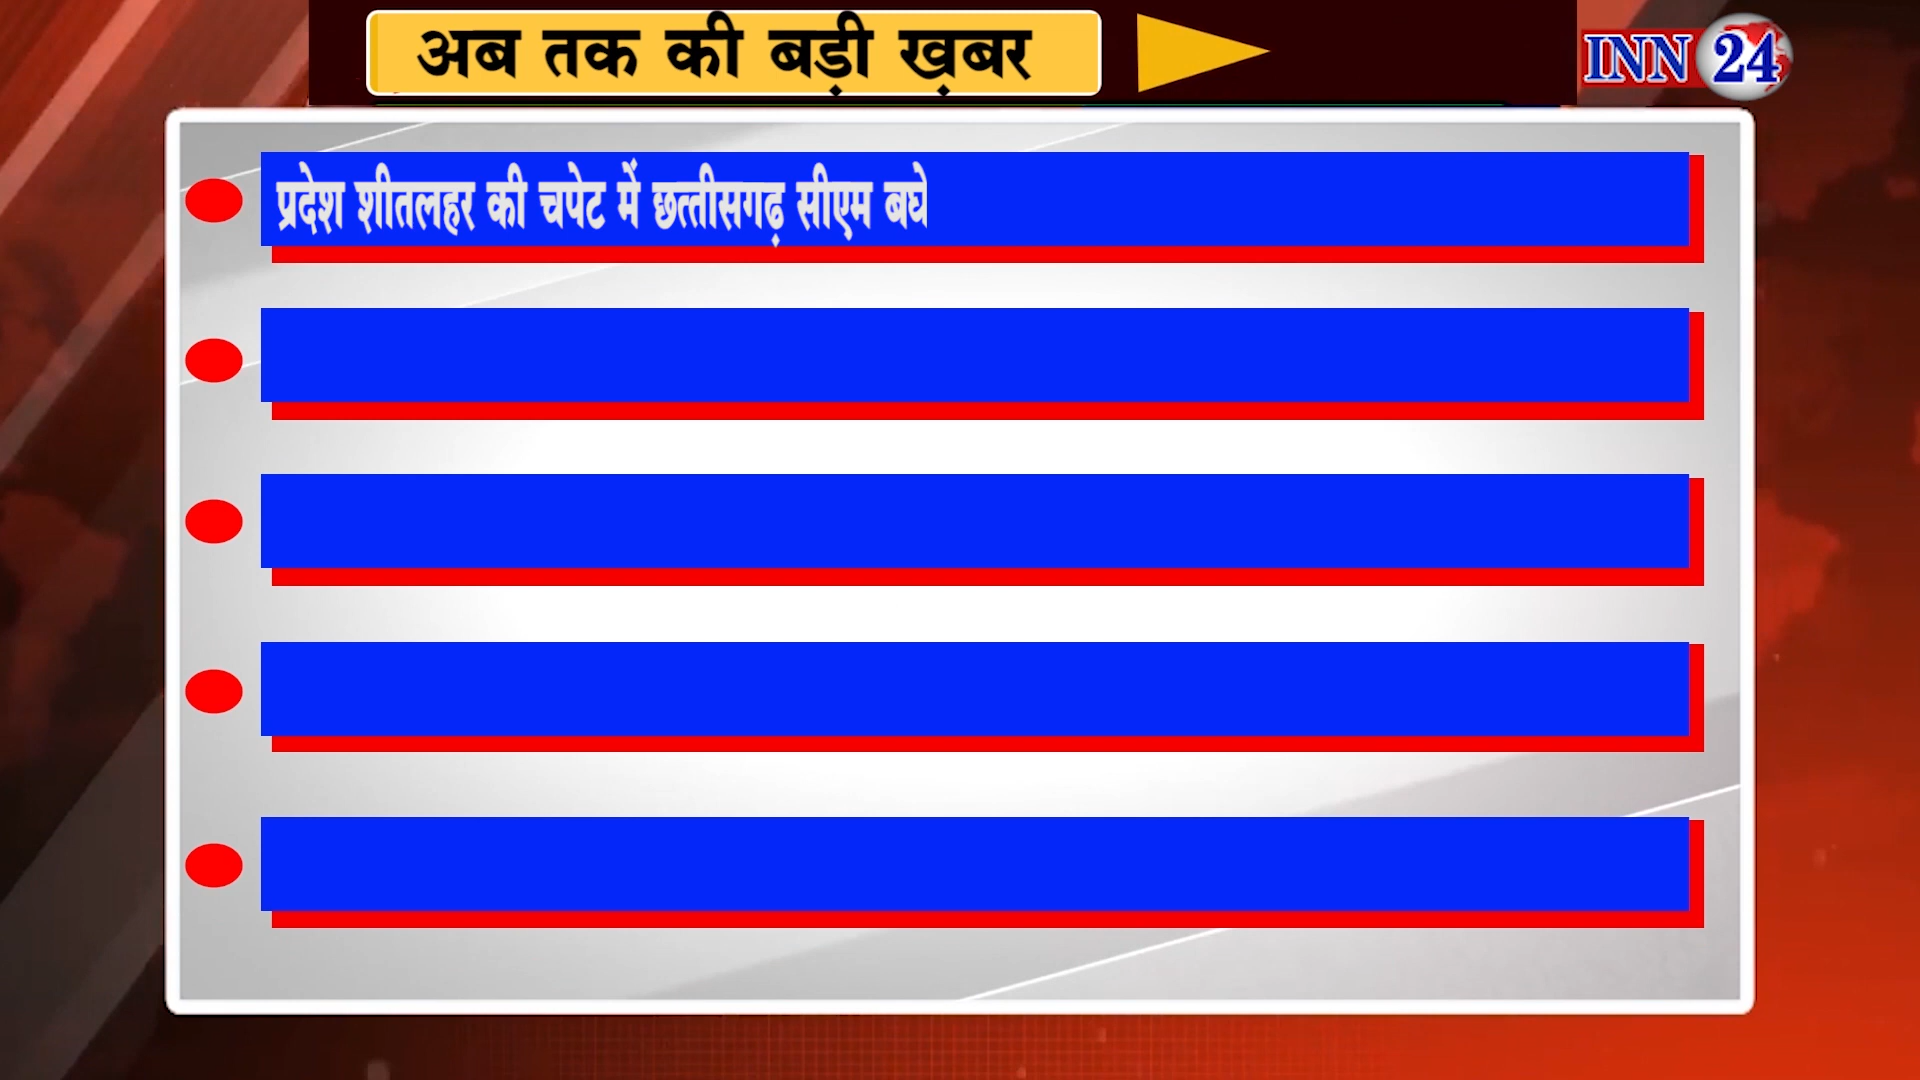 अब तक की बड़ी ख़बर
INN 24
प्रदेश शीतलहर की चपेट में छत्तीसगढ़ सीएम बघे